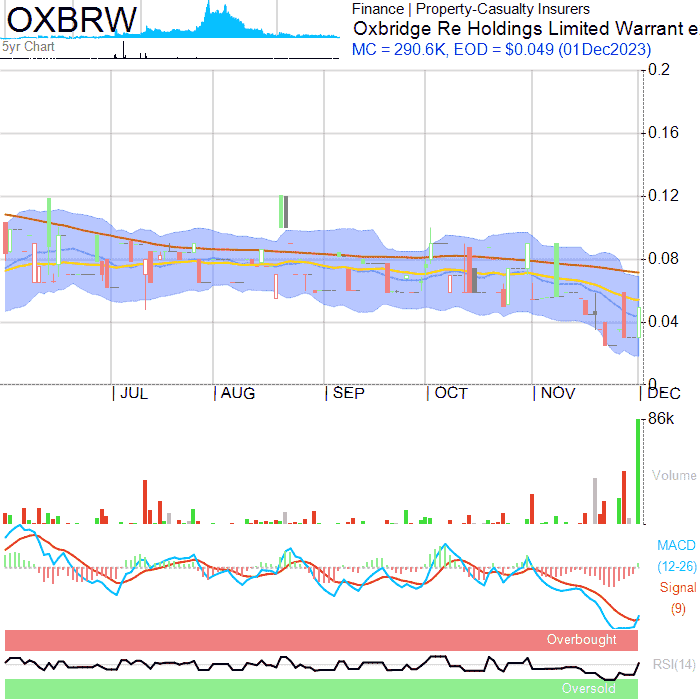 OXBRW
5yr Chart
Finance | Property-Casualty Insurers
Oxbridge Re Holdings Limited Warrant e
MC = 290.6K, EOD = $0.049 (01Dec2023)
0.2
0.16
0.12
0.08
0.04
0
JUL AUG SEP OCT NOV DEC
86k
Volume
MACD
(12-26)
Signal
(9)
Overbought
RSI(14)
Oversold